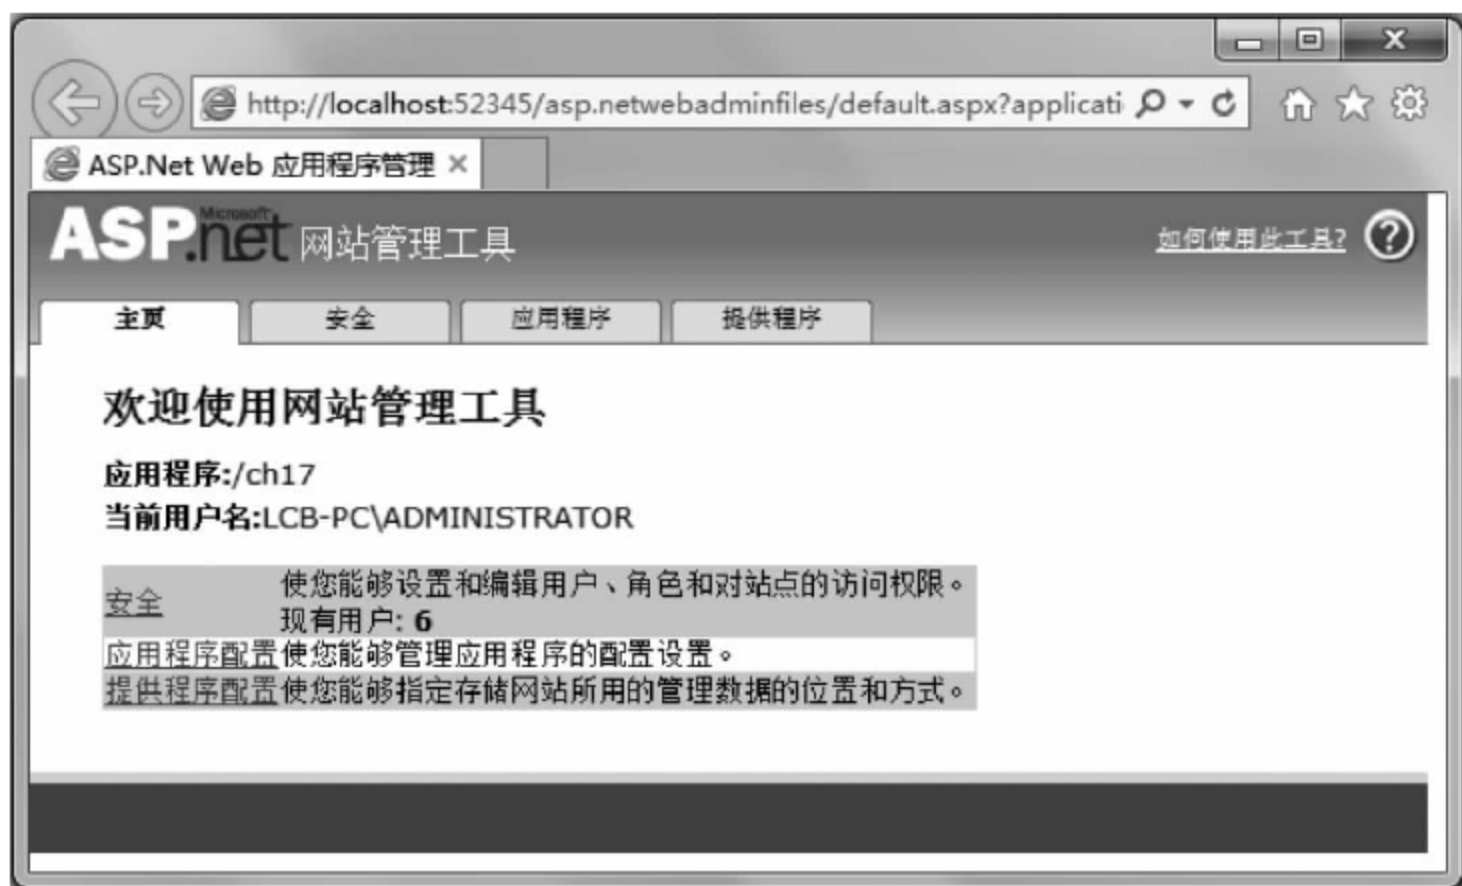 http://localhost:52345/asp.netwebadminfiles/default.aspx?applicati
ASP.Net Web 应用程序管理
Microsoft
ASP.net 网站管理工具
如何使用此工具?
主页 安全 应用程序 提供程序
欢迎使用网站管理工具
应用程序:/ch17
当前用户名:LCB-PC\ADMINISTRATOR
安全 使您能够设置和编辑用户、角色和对站点的访问权限。
现有用户: 6
应用程序配置 使您能够管理应用程序的配置设置。
提供程序配置 使您能够指定存储网站所用的管理数据的位置和方式。